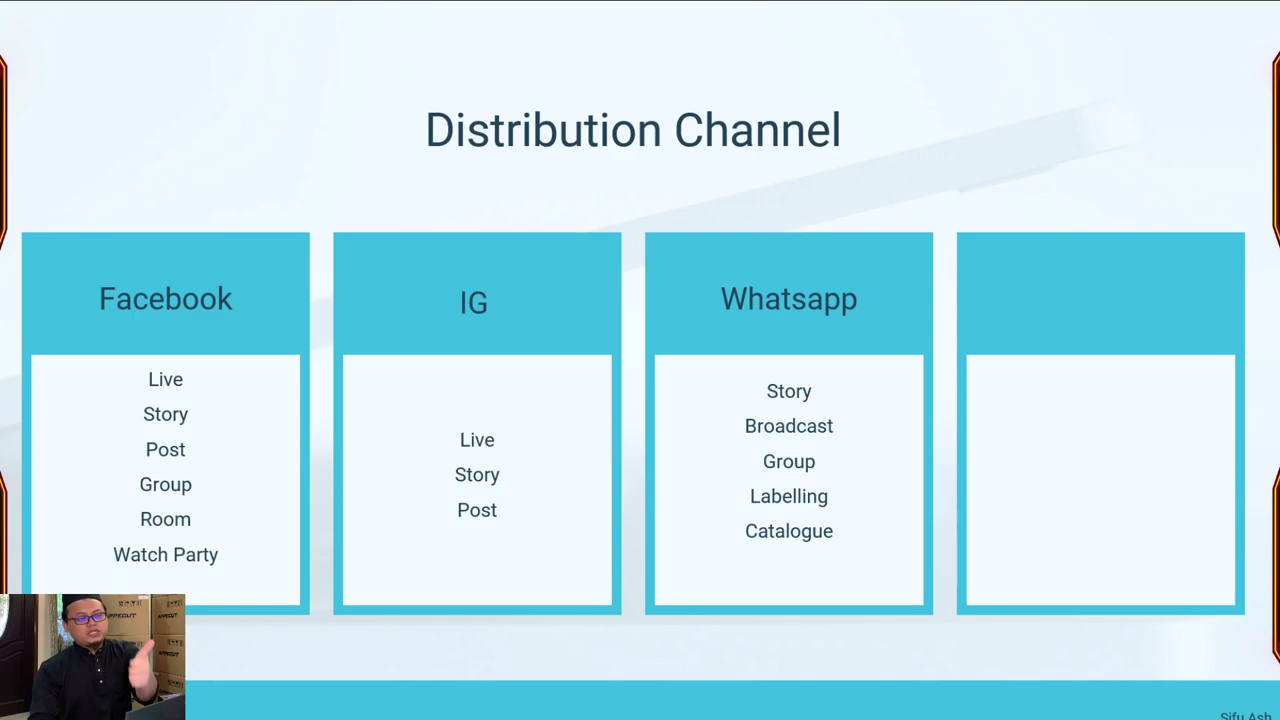 Distribution Channel
Facebook
Live
Story
Post
Group
Room
Watch Party
IG
Live
Story
Post
Whatsapp
Story
Broadcast
Group
Labelling
Catalogue
Sifu Ash